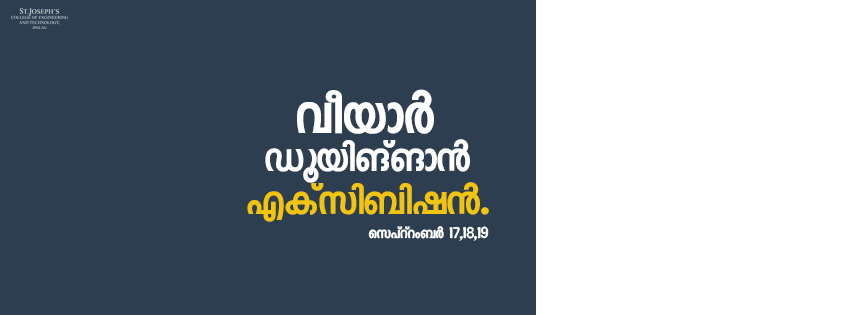 ST.JOSEPH'S
COLLEGE OF ENGINEERING
AND TECHNOLOGY,
PALAI
വീയാർ
ഡൂയിങ്ങാൻ
എക്സിബിഷൻ.
സെപ്റ്റംബർ 17,18,19